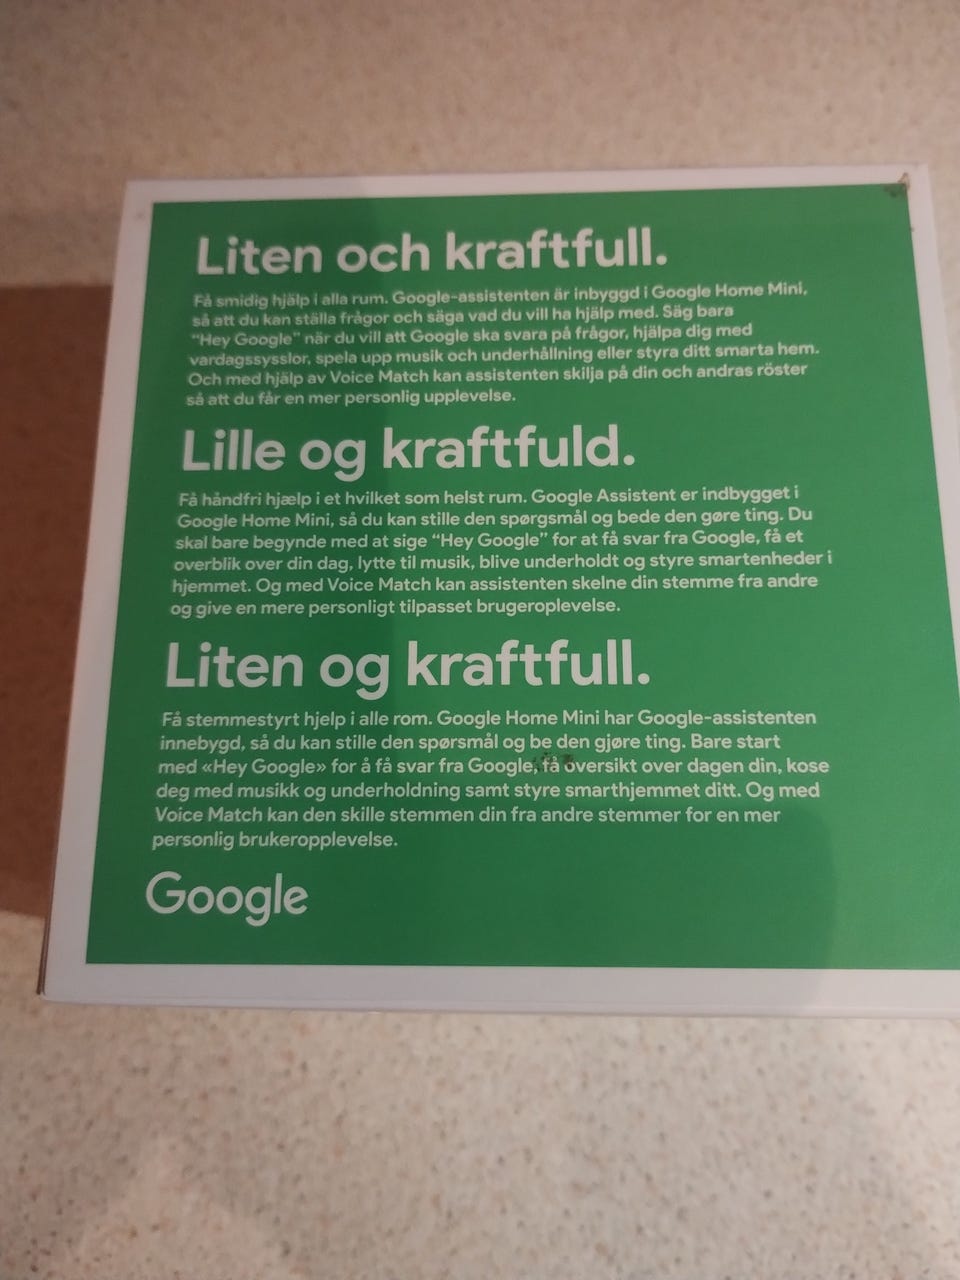 Liten och kraftfull.
Få smidig hjälp i alla rum. Google-assistenten är inbyggd i Google Home Mini,
så att du kan ställa frågor och säga vad du vill ha hjälp med. Säg bara
"Hey Google" när du vill att Google ska svara på frågor, hjälpa dig med
vardagssysslor, spela upp musik och underhållning eller styra ditt smarta hem.
Och med hjälp av Voice Match kan assistenten skilja på din och andras röster
så att du får en mer personlig upplevelse.
Lille og kraftfuld.
Få håndfri hjælp i et hvilket som helst rum. Google Assistent er indbygget i
Google Home Mini, så du kan stille den spørgsmål og bede den gøre ting. Du
skal bare begynde med at sige "Hey Google" for at få svar fra Google, få et
overblik over din dag, lytte til musik, blive underholdt og styre smartenheder i
hjemmet. Og med Voice Match kan assistenten skelne din stemme fra andre
og give en mere personligt tilpasset brugeroplevelse.
Liten og kraftfull.
Få stemmestyrt hjelp i alle rom. Google Home Mini har Google-assistenten
innebygd, så du kan stille den spørsmål og be den gjøre ting. Bare start
med «Hey Google» for å få svar fra Google, få oversikt over dagen din, kose
deg med musikk og underholdning samt styre smarthjemmet ditt. Og med
Voice Match kan den skille stemmen din fra andre stemmer for en mer
personlig brukeropplevelse.
Google